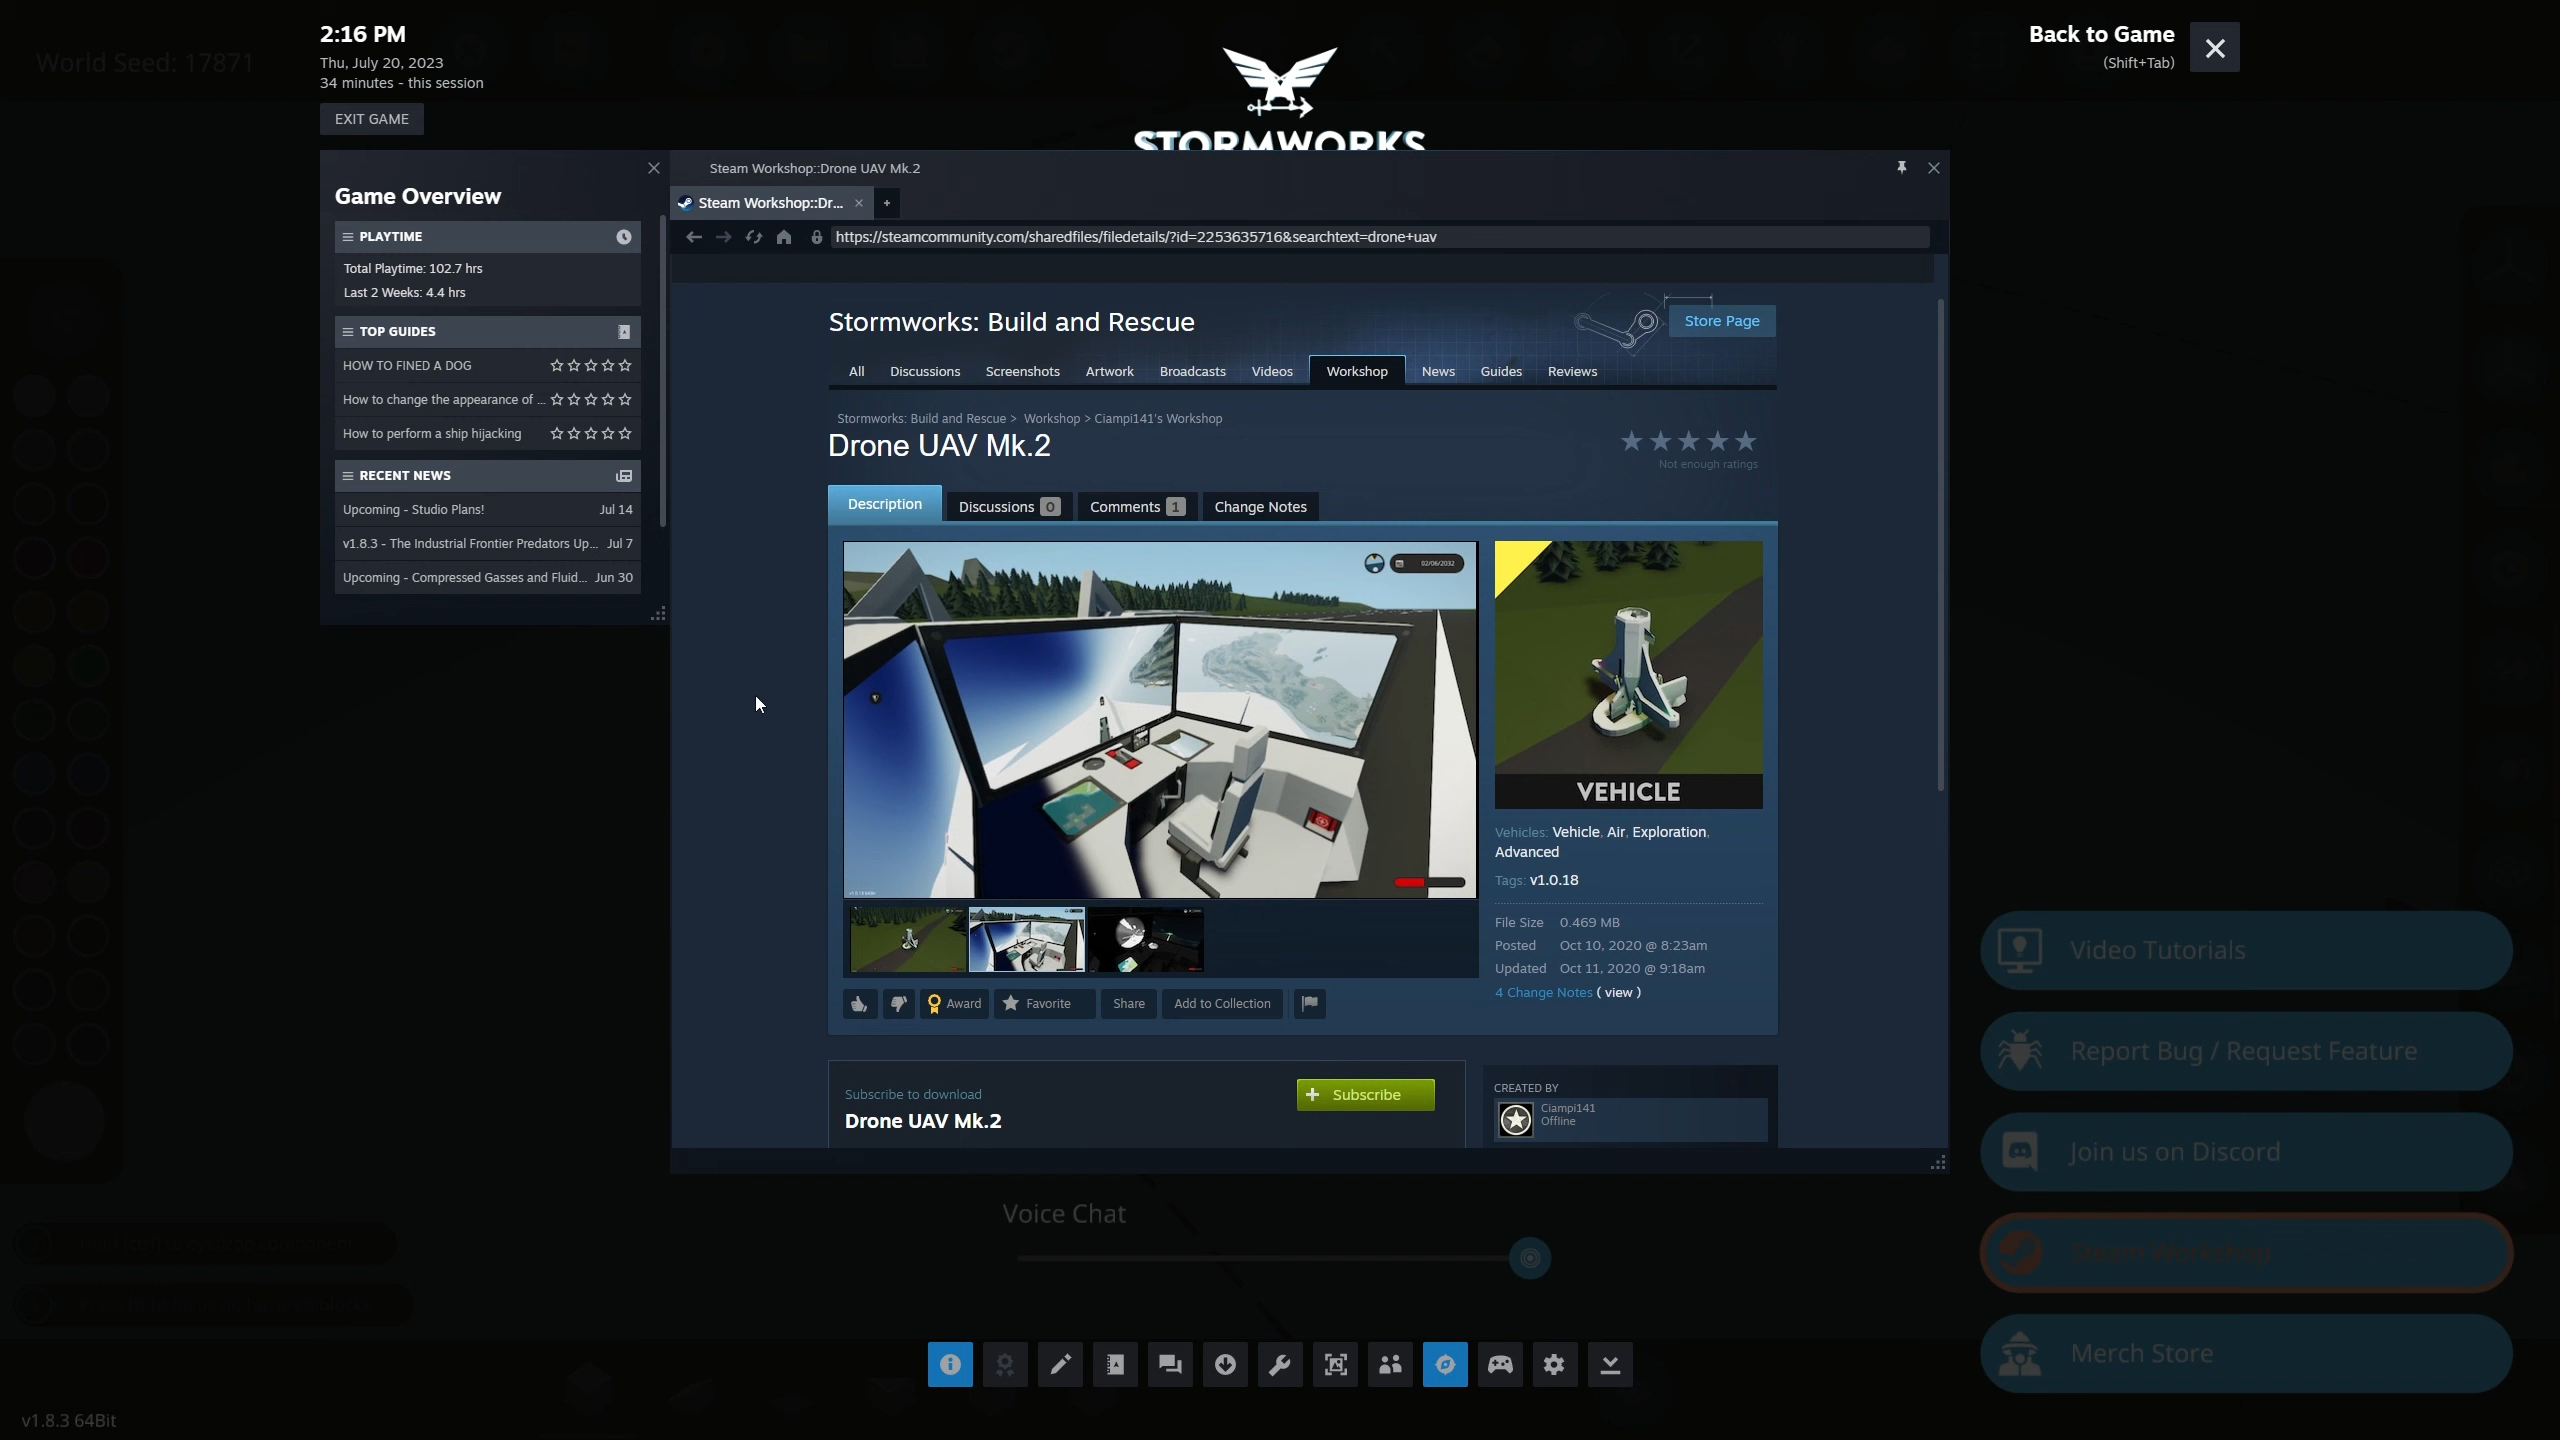 World Seed: 17871
2:16 PM
Thu, July 20, 2023
34 minutes - this session
EXIT GAME
STORMWORKS
Back to Game
(Shift+Tab)
Game Overview
PLAYTIME
Total Playtime: 102.7 hrs
Last 2 Weeks: 4.4 hrs
TOP GUIDES
HOW TO FINED A DOG
How to change the appearance of ...
How to perform a ship hijacking
RECENT NEWS
Upcoming - Studio Plans! Jul 14
v1.8.3 - The Industrial Frontier Predators Up... Jul 7
Upcoming - Compressed Gasses and Fluid... Jun 30
Steam Workshop::Drone UAV Mk.2
Steam Workshop::Dr...
https://steamcommunity.com/sharedfiles/filedetails/?id=2253635716&searchtext=drone+uav
Stormworks: Build and Rescue
Store Page
All Discussions Screenshots Artwork Broadcasts Videos Workshop News Guides Reviews
Stormworks: Build and Rescue > Workshop > Ciampi141's Workshop
Drone UAV Mk.2
Not enough ratings
Description Discussions 0 Comments 1 Change Notes
02/06/2032
VEHICLE
Vehicles: Vehicle, Air, Exploration,
Advanced
Tags: v1.0.18
File Size 0.469 MB
Posted Oct 10, 2020 @ 8:23am
Updated Oct 11, 2020 @ 9:18am
4 Change Notes ( view )
Award Favorite Share Add to Collection
Subscribe to download
Drone UAV Mk.2
Subscribe
CREATED BY
Ciampi141
Offline
Voice Chat
Video Tutorials
Report Bug / Request Feature
Join us on Discord
Steam Workshop
Merch Store
v1.8.3 64Bit